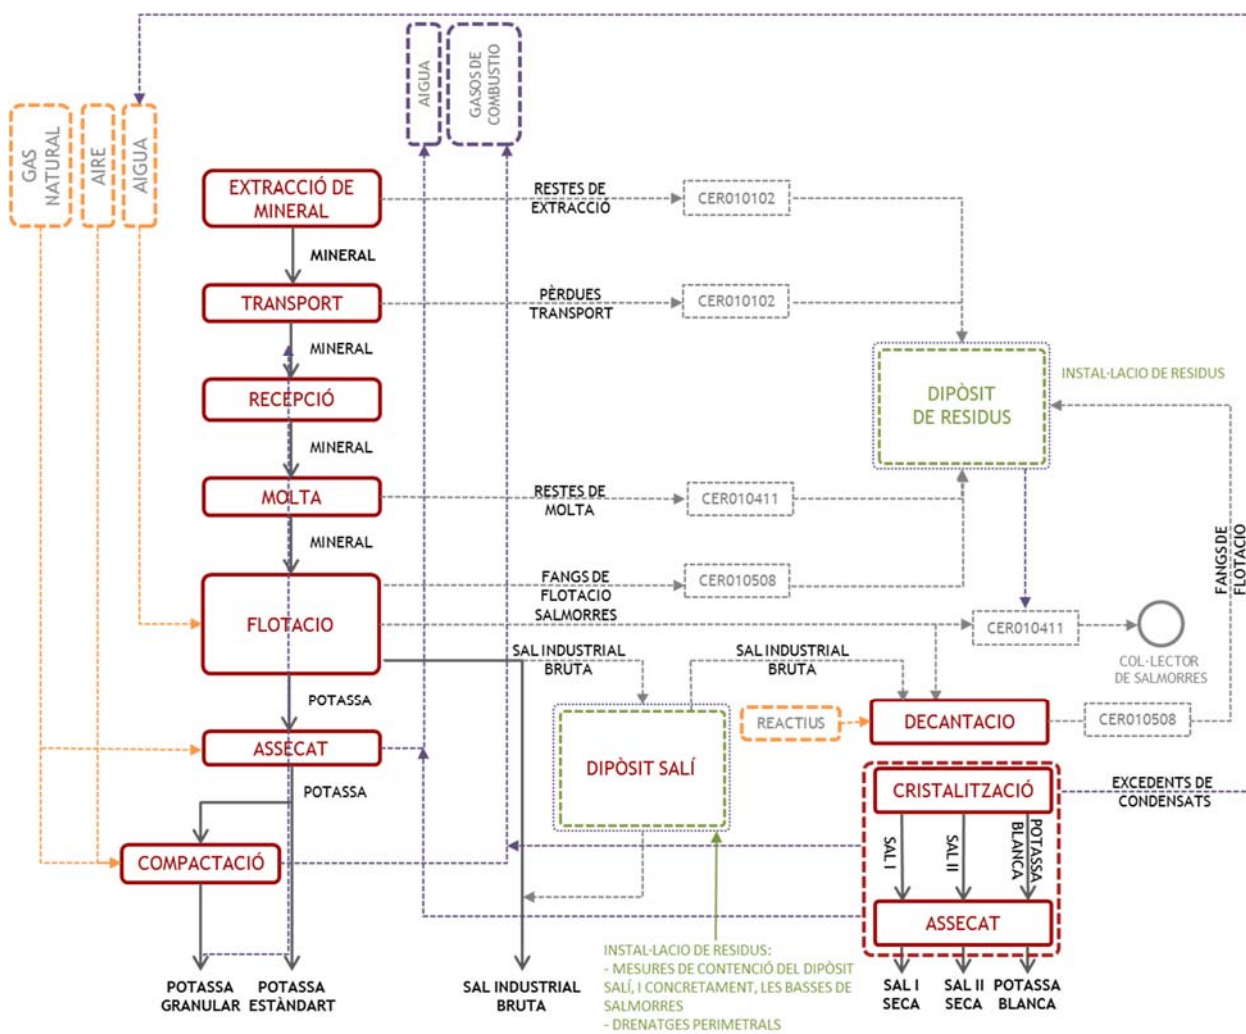 AIGUA
GASOS DE
COMBUSTIO
GAS
NATURAL
AIRE
AIGUA
EXTRACCIÓ DE
MINERAL
RESTES DE
EXTRACCIÓ
CER010102
MINERAL
TRANSPORT
PÈRDUES
TRANSPORT
CER010102
MINERAL
RECEPCIÓ
DIPÒSIT
DE RESIDUS
INSTAL·LACIO DE RESIDUS
MINERAL
MOLTA
RESTES DE
MOLTA
CER010411
MINERAL
FANGS DE
FLOTACIO
CER010508
FANGS DE
FLOTACIO
FLOTACIO
SALMORRES
CER010411
COL·LECTOR
DE SALMORRES
SAL INDUSTRIAL
BRUTA
SAL INDUSTRIAL
BRUTA
POTASSA
REACTIUS
DECANTACIO
CER010508
ASSECAT
DIPÒSIT SALÍ
POTASSA
CRISTALITZACIÓ
EXCEDENTS DE
CONDENSATS
COMPACTACIÓ
SAL I
SAL II
POTASSA
BLANCA
ASSECAT
INSTAL·LACIO DE RESIDUS:
- MESURES DE CONTENCIÓ DEL DIPÒSIT
SALÍ, I CONCRETAMENT, LES BASSES DE
SALMORRES
- DRENATGES PERIMETRALS
POTASSA
GRANULAR
POTASSA
ESTÀNDART
SAL INDUSTRIAL
BRUTA
SAL I
SECA
SAL II
SECA
POTASSA
BLANCA